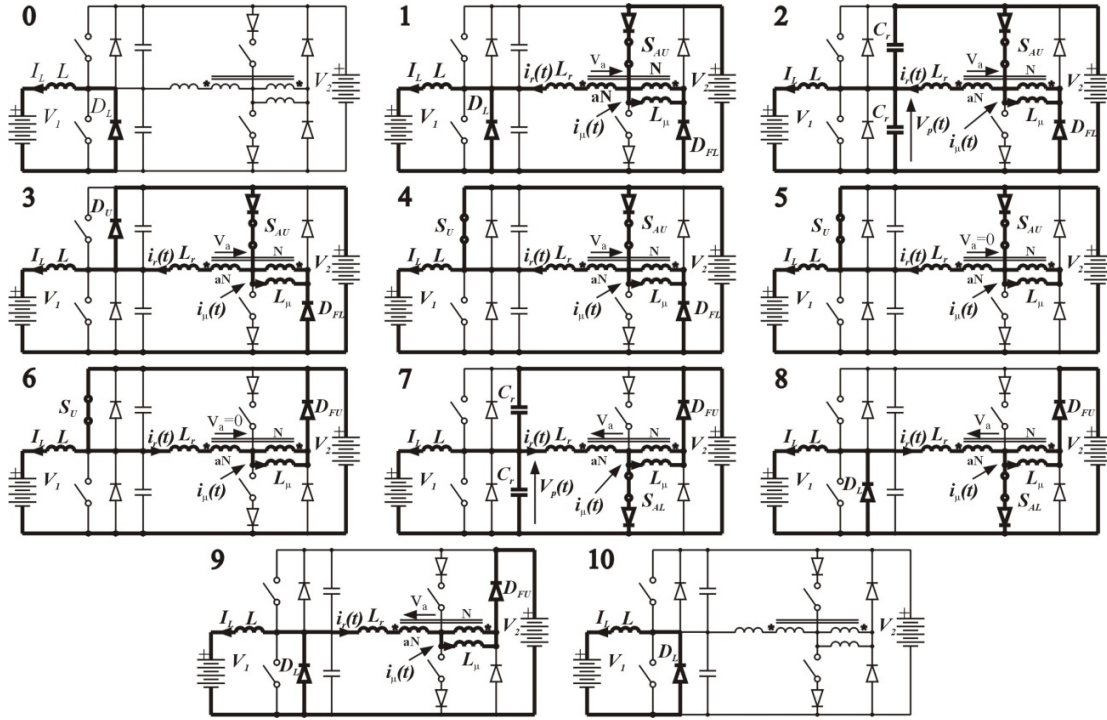 0
I_L L
V_1
D_L
* *
V_2
+
+
1
I_L L
V_1
D_L
i_r(t) L_r
V_a
S_AU
* N *
aN
i_μ(t)
L_μ
V_2
D_FL
+
+
2
I_L L
V_1
C_r
C_r
i_r(t) L_r
V_p(t)
V_a
S_AU
* N *
aN
i_μ(t)
L_μ
V_2
D_FL
+
+
3
D_U
I_L L
V_1
i_r(t) L_r
V_a
S_AU
* N *
aN
i_μ(t)
L_μ
V_2
D_FL
+
+
4
S_U
I_L L
V_1
i_r(t) L_r
V_a
S_AU
* N *
aN
i_μ(t)
L_μ
V_2
D_FL
+
+
5
S_U
I_L L
V_1
i_r(t) L_r
V_a=0
S_AU
* N *
aN
i_μ(t)
L_μ
V_2
+
+
6
S_U
I_L L
V_1
i_r(t) L_r
V_a=0
D_FU
* N *
aN
i_μ(t)
L_μ
V_2
+
+
7
I_L L
V_1
C_r
C_r
i_r(t) L_r
V_p(t)
V_a
D_FU
* N *
aN
i_μ(t)
L_μ
S_AL
V_2
+
+
8
I_L L
V_1
D_L
i_r(t) L_r
V_a
D_FU
* N *
aN
i_μ(t)
L_μ
S_AL
V_2
+
+
9
I_L L
V_1
D_L
i_r(t) L_r
V_a
D_FU
* N *
aN
i_μ(t)
L_μ
V_2
+
+
10
I_L L
V_1
D_L
* *
V_2
+
+